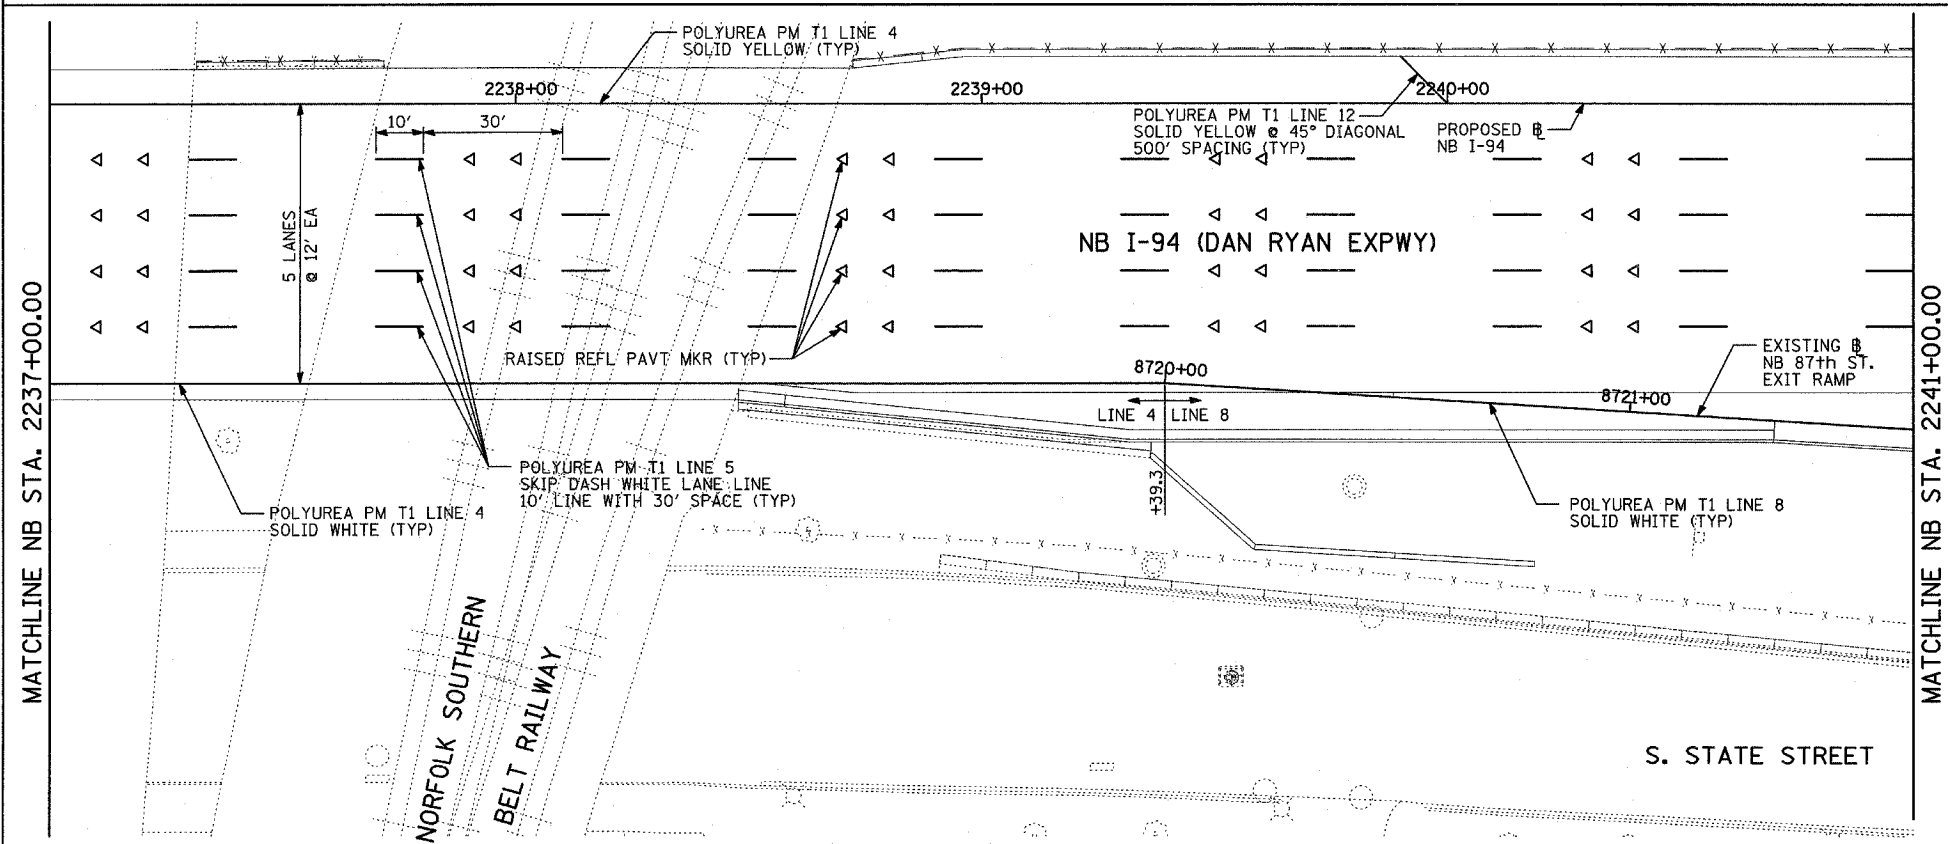 POLYUREA PM T1 LINE 4
SOLID YELLOW (TYP)
2238+00
2239+00
2240+00
10'
30'
POLYUREA PM T1 LINE 12
SOLID YELLOW @ 45° DIAGONAL
500' SPACING (TYP)
PROPOSED ℄
NB I-94
5 LANES
@ 12' EA
NB I-94 (DAN RYAN EXPWY)
RAISED REFL PAVT MKR (TYP)
8720+00
LINE 4
LINE 8
8721+00
EXISTING
NB 87th ST.
EXIT RAMP
+39.3
POLYUREA PM T1 LINE 5
SKIP DASH WHITE LANE LINE
10' LINE WITH 30' SPACE (TYP)
POLYUREA PM T1 LINE 4
SOLID WHITE (TYP)
POLYUREA PM T1 LINE 8
SOLID WHITE (TYP)
NORFOLK SOUTHERN
BELT RAILWAY
S. STATE STREET
MATCHLINE NB STA. 2237+00.00
MATCHLINE NB STA. 2241+00.00